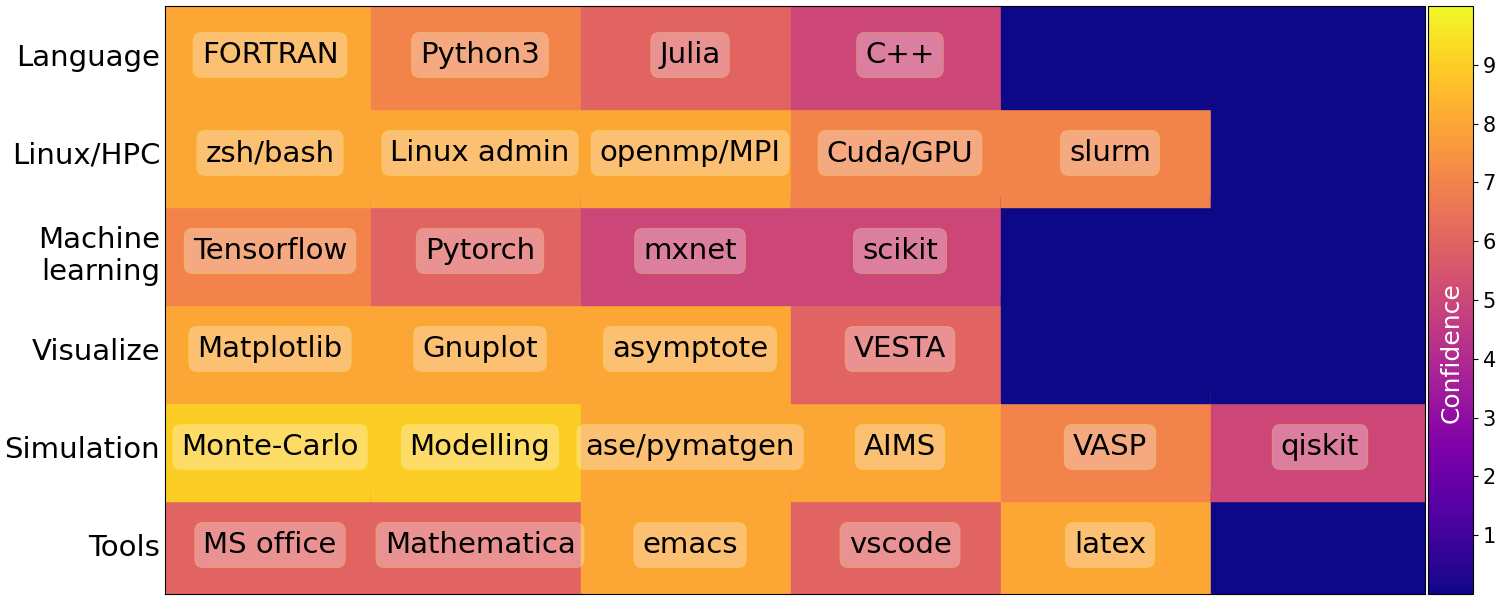 Language FORTRAN Python3 Julia C++
Linux/HPC zsh/bash Linux admin openmp/MPI Cuda/GPU slurm
Machine
learning Tensorflow Pytorch mxnet scikit
Visualize Matplotlib Gnuplot asymptote VESTA
Simulation Monte-Carlo Modelling ase/pymatgen AIMS VASP qiskit
Tools MS office Mathematica emacs vscode latex
9
8
7
6
5
4
3
2
1
Confidence